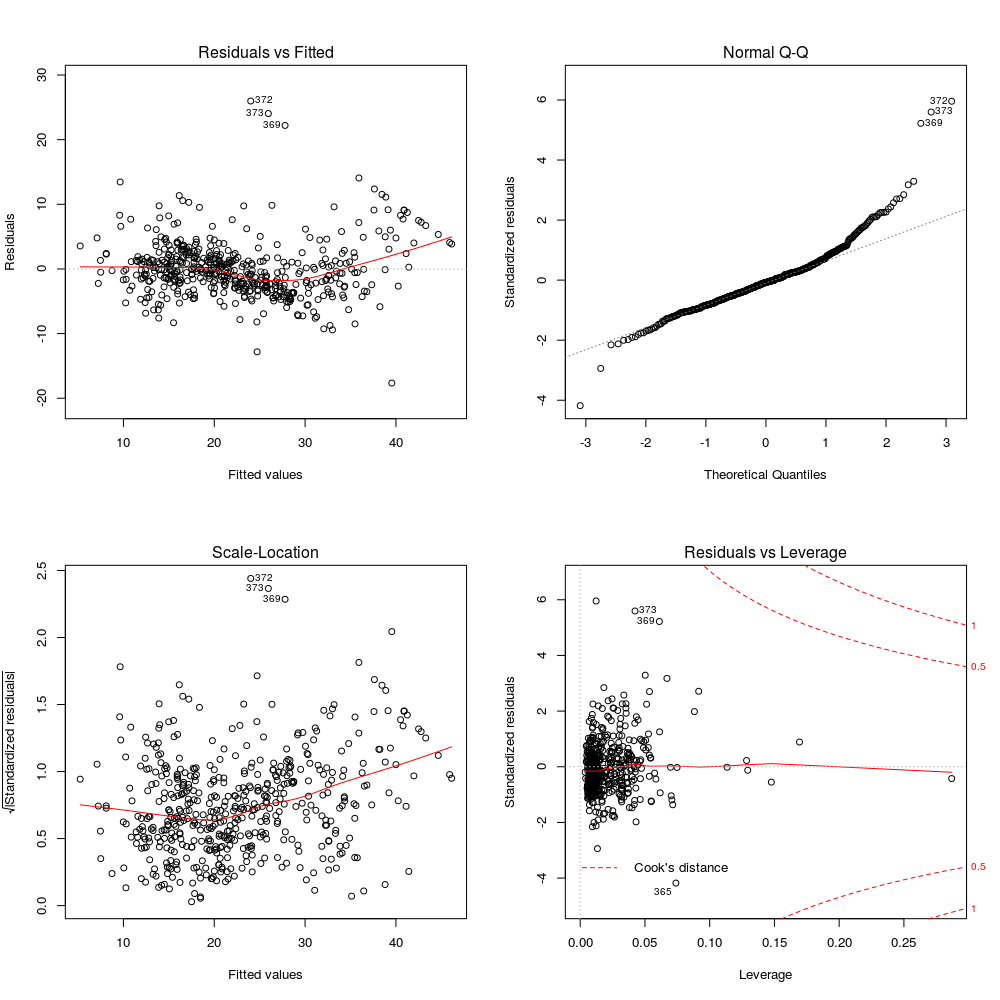 Residuals vs Fitted
Residuals
30
20
10
0
-10
-20
372
373
369
10 20 30 40
Fitted values
Normal Q-Q
Standardized residuals
6
4
2
0
-2
-4
372
373
369
-3 -2 -1 0 1 2 3
Theoretical Quantiles
Scale-Location
√|Standardized residuals|
2.5
2.0
1.5
1.0
0.5
0.0
372
373
369
10 20 30 40
Fitted values
Residuals vs Leverage
Standardized residuals
6
4
2
0
-2
-4
373
369
1
0.5
0.5
1
Cook's distance
365
0.00 0.05 0.10 0.15 0.20 0.25
Leverage